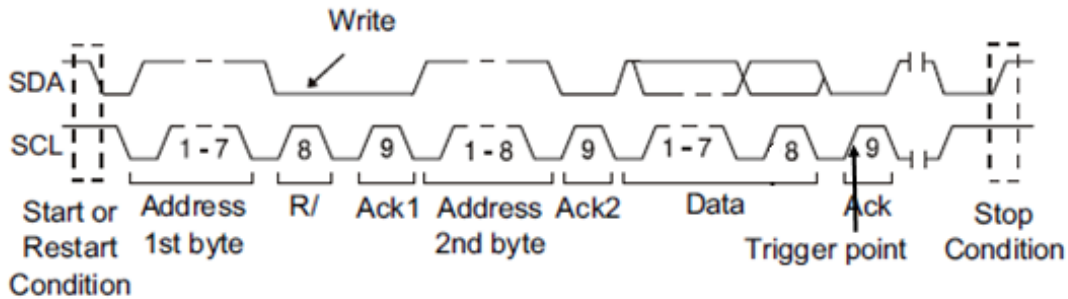 Write
SDA
SCL
1 - 7
8
9
1 - 8
9
1 - 7
8
9
Start or
Restart
Condition
Address
1st byte
R/
Ack1
Address
2nd byte
Ack2
Data
Ack
Trigger point
Stop
Condition